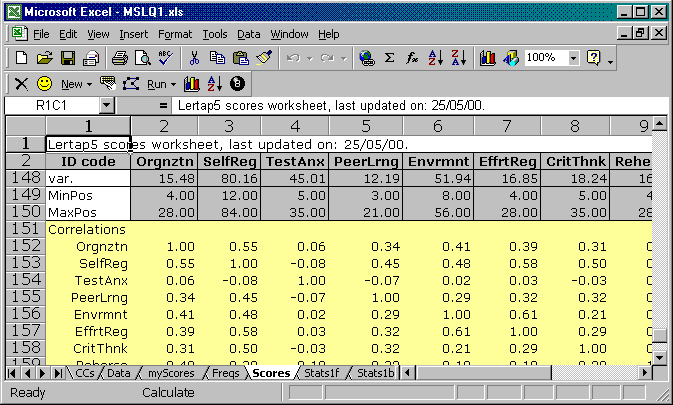 Microsoft Excel - MSLQ1.xls
File Edit View Insert Format Tools Data Window Help
100%
New Run
R1C1 = Lertap5 scores worksheet, last updated on: 25/05/00.
1 2 3 4 5 6 7 8 9
1 Lertap5 scores worksheet, last updated on: 25/05/00.
2 ID code Orgnztn SelfReg TestAnx PeerLrng Envrmnt EffrtReg CritThnk Rehe
148 var. 15.48 80.16 45.01 12.19 51.94 16.85 18.24 16
149 MinPos 4.00 12.00 5.00 3.00 8.00 4.00 5.00 4
150 MaxPos 28.00 84.00 35.00 21.00 56.00 28.00 35.00 28
151 Correlations
152 Orgnztn 1.00 0.55 0.06 0.34 0.41 0.39 0.31 0
153 SelfReg 0.55 1.00 -0.08 0.45 0.48 0.58 0.50 0
154 TestAnx 0.06 -0.08 1.00 -0.07 0.02 0.03 -0.03 0
155 PeerLrng 0.34 0.45 -0.07 1.00 0.29 0.32 0.32 0
156 Envrmnt 0.41 0.48 0.02 0.29 1.00 0.61 0.21 0
157 EffrtReg 0.39 0.58 0.03 0.32 0.61 1.00 0.29 0
158 CritThnk 0.31 0.50 -0.03 0.32 0.21 0.29 1.00 0
CCs Data myScores Freqs Scores Stats1f Stats1b
Ready Calculate